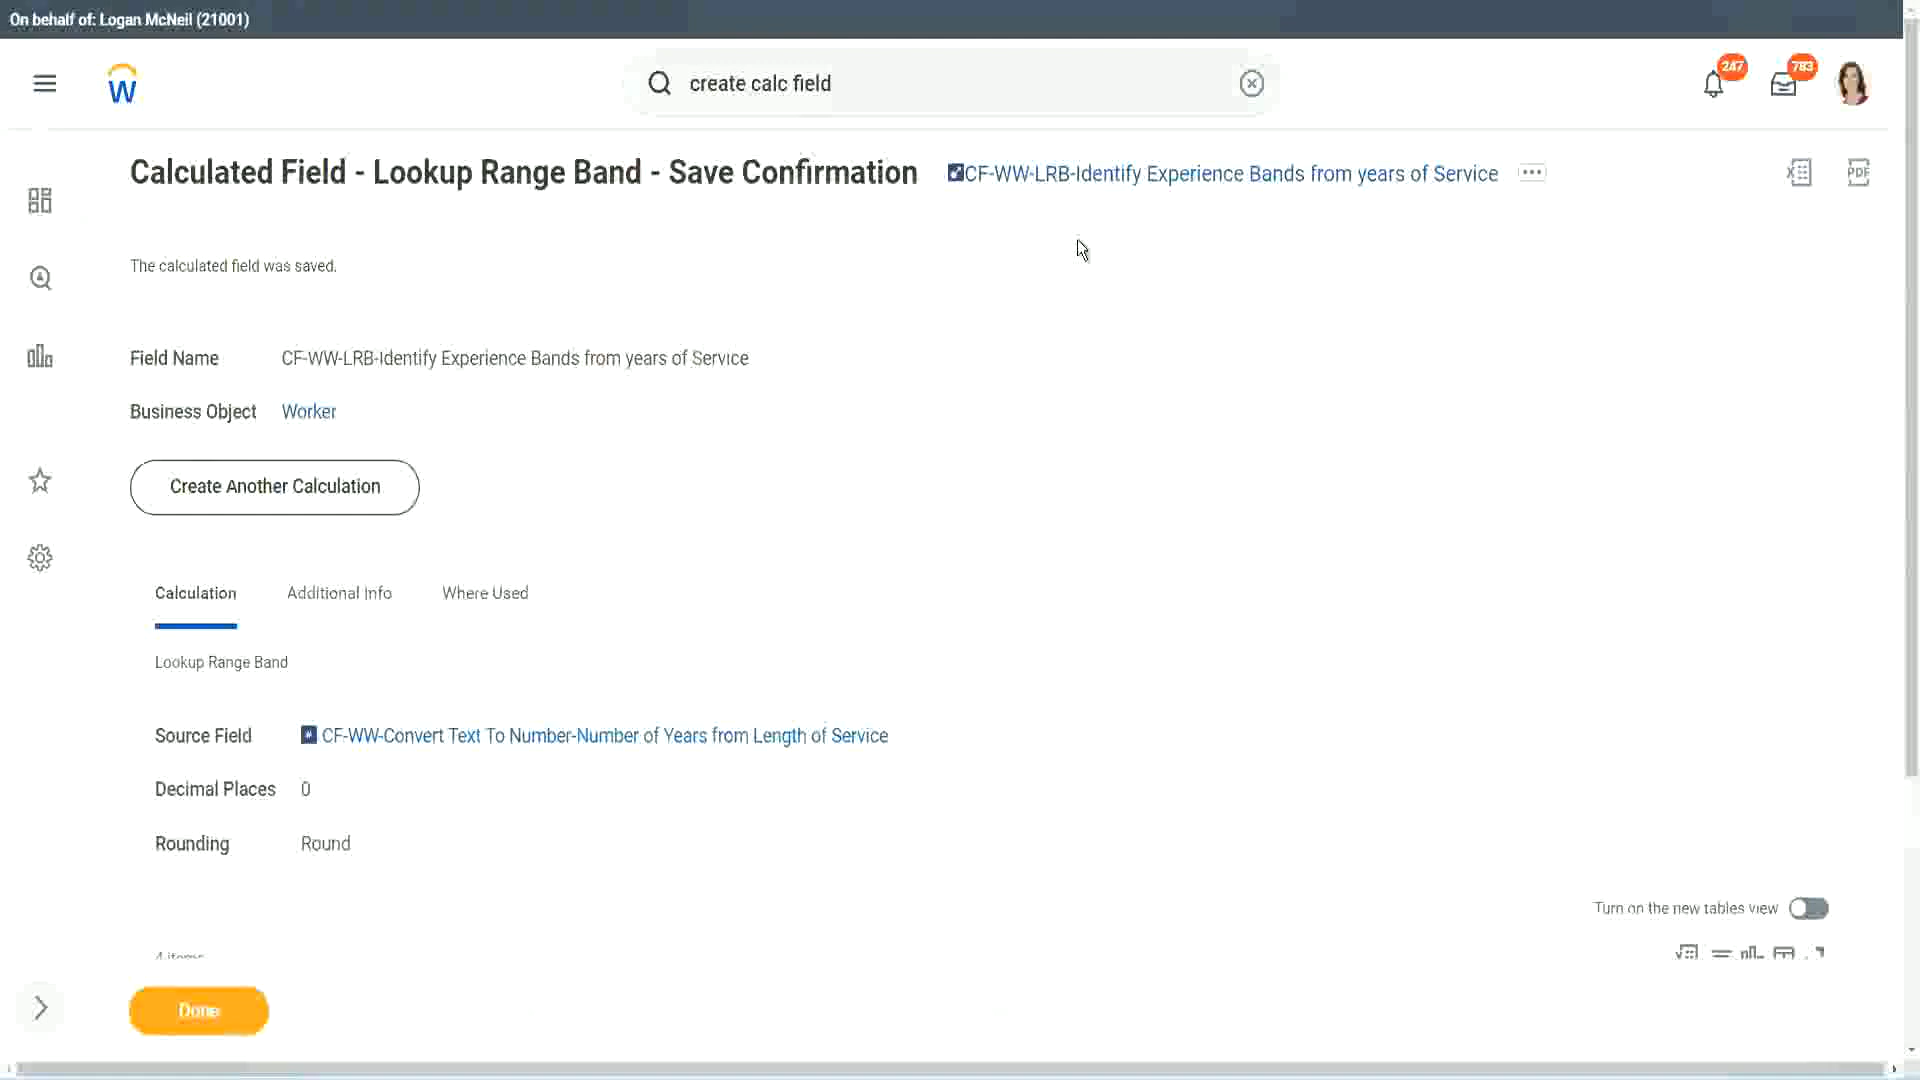 On behalf of: Logan McNeil (21001)
W
create calc field
247
783
Calculated Field - Lookup Range Band - Save Confirmation
CF-WW-LRB-Identify Experience Bands from years of Service
PDF
The calculated field was saved.
Field Name CF-WW-LRB-Identify Experience Bands from years of Service
Business Object Worker
Create Another Calculation
Calculation Additional Info Where Used
Lookup Range Band
Source Field CF-WW-Convert Text To Number-Number of Years from Length of Service
Decimal Places 0
Rounding Round
Turn on the new tables view
4 items
Done